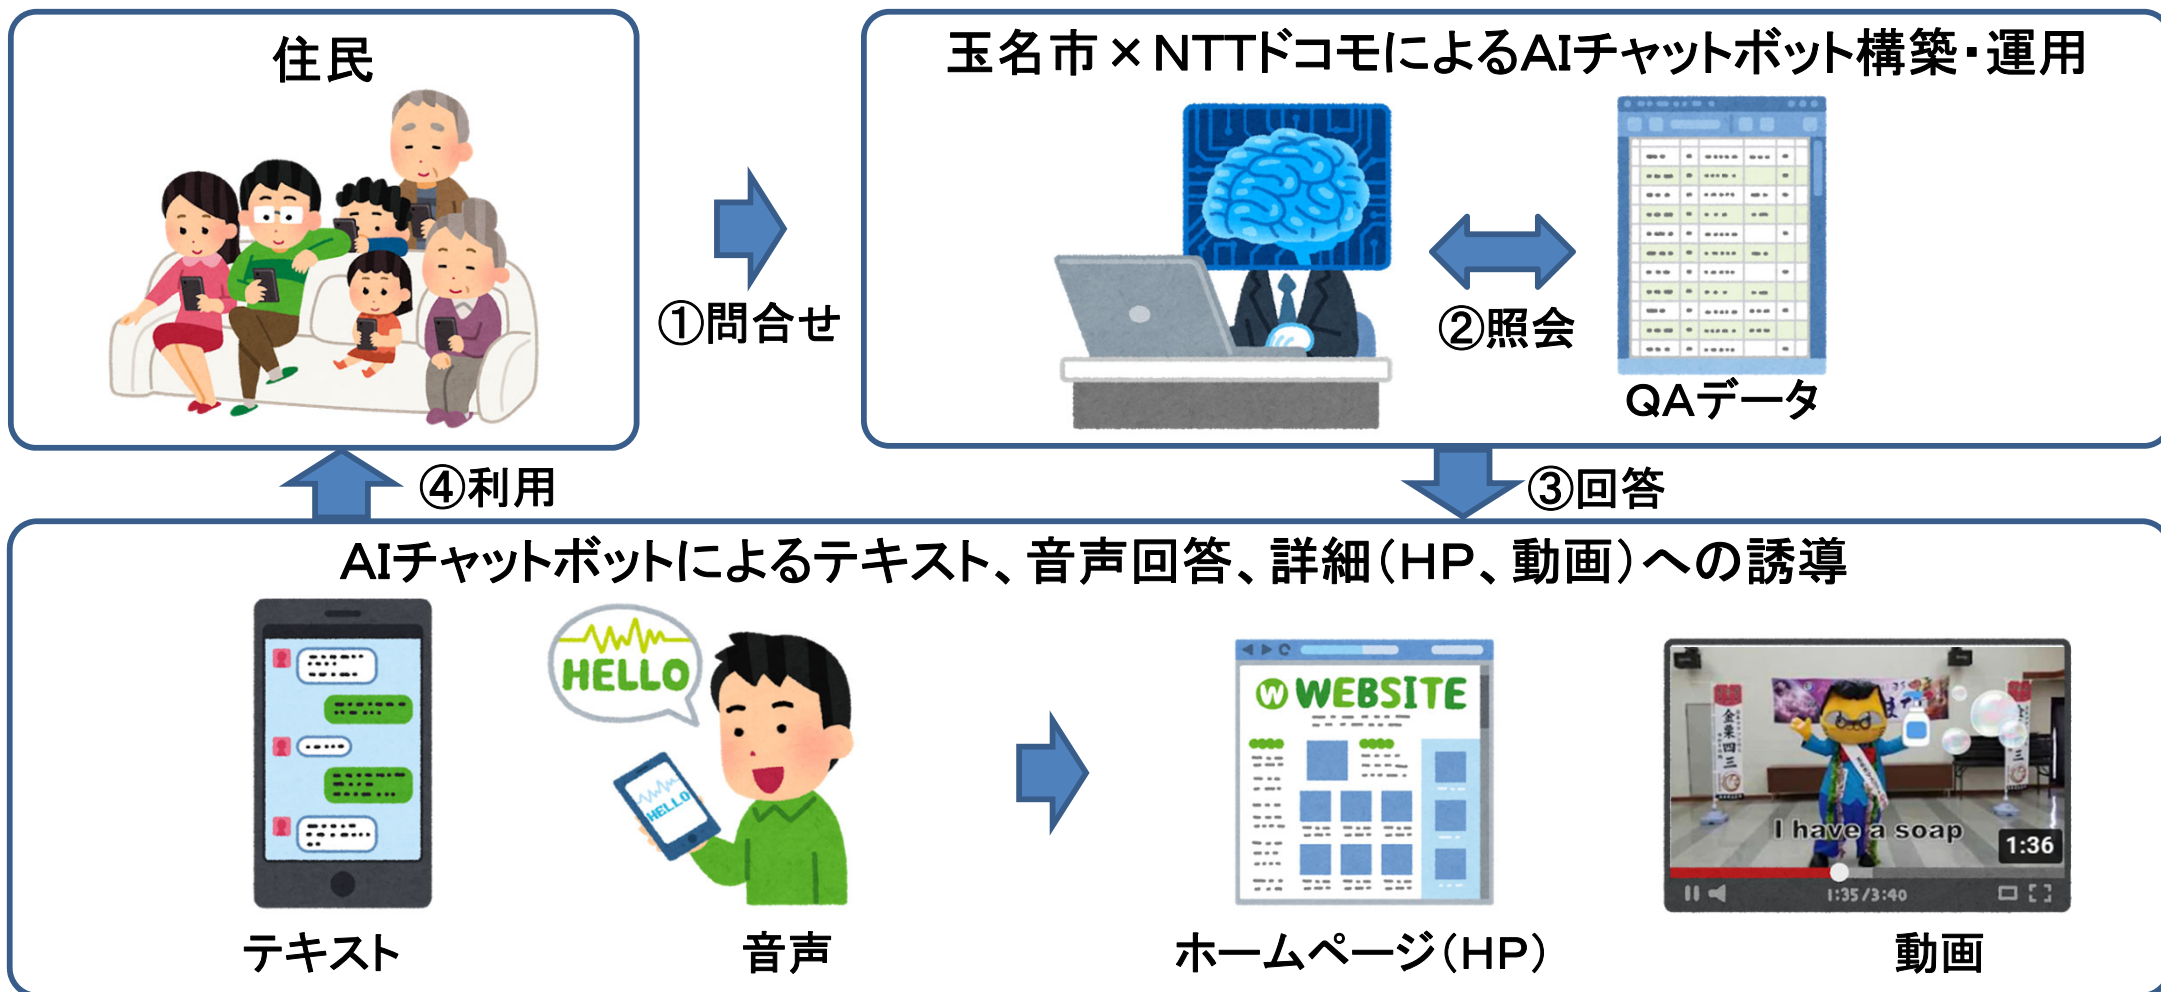 住民
玉名市×NTTドコモによるAIチャットボット構築・運用
①問合せ
②照会
QAデータ
④利用
③回答
AIチャットボットによるテキスト、音声回答、詳細(HP、動画)への誘導
HELLO
HELLO
W WEBSITE
金栗四三
I have a soap
1:36
1:35/3:40
テキスト
音声
ホームページ(HP)
動画